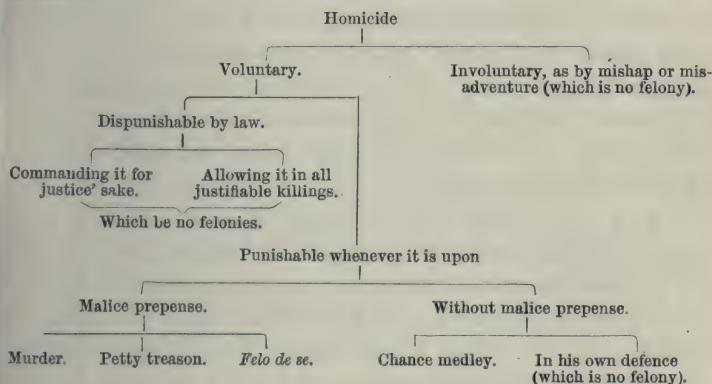 Homicide
Voluntary.
Involuntary, as by mishap or mis-
adventure (which is no felony).
Dispunishable by law.
Commanding it for
justice' sake.
Allowing it in all
justifiable killings.
Which be no felonies.
Punishable whenever it is upon
Malice prepense.
Without malice prepense.
Murder.
Petty treason.
Felo de se.
Chance medley.
In his own defence
(which is no felony).